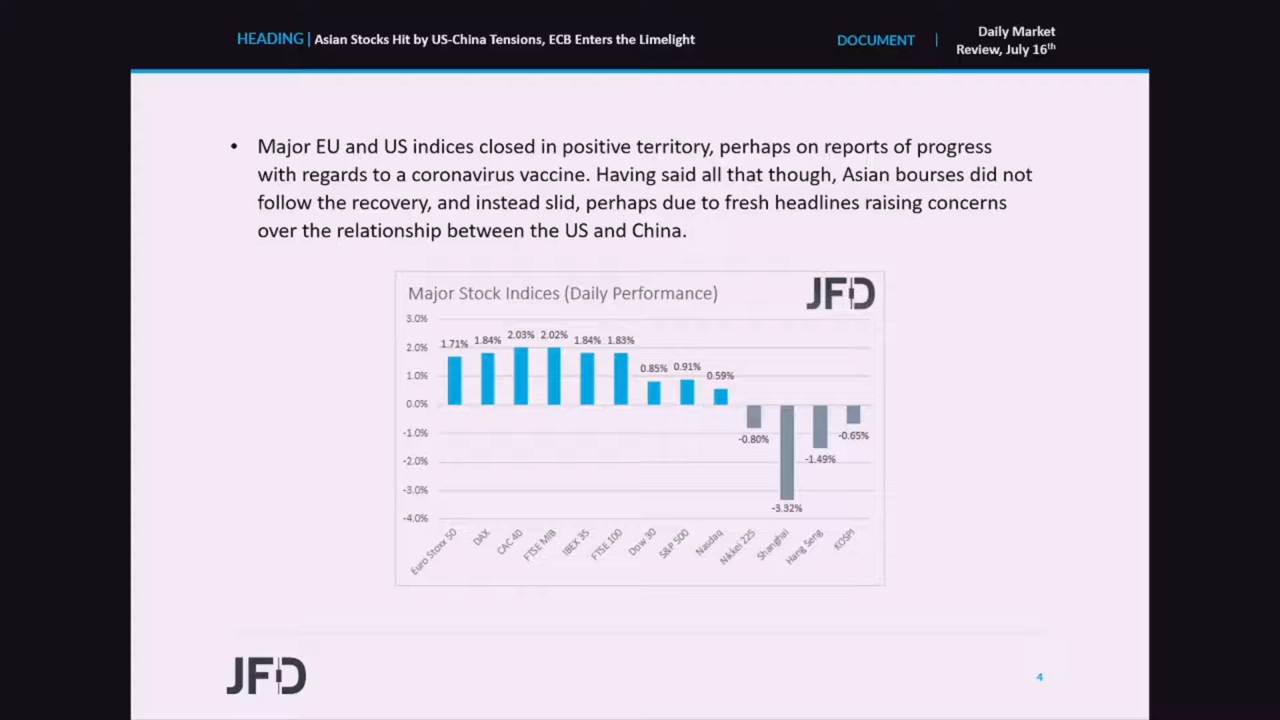 HEADING | Asian Stocks Hit by US-China Tensions, ECB Enters the Limelight
DOCUMENT |
Daily Market
Review, July 16th
• Major EU and US indices closed in positive territory, perhaps on reports of progress
with regards to a coronavirus vaccine. Having said all that though, Asian bourses did not
follow the recovery, and instead slid, perhaps due to fresh headlines raising concerns
over the relationship between the US and China.
Major Stock Indices (Daily Performance)
JFD
3.0%
2.0%
1.0%
0.0%
-1.0%
-2.0%
-3.0%
-4.0%
1.71%
1.84%
2.03%
2.02%
1.84%
1.83%
0.85%
0.91%
0.59%
-0.80%
-3.32%
-1.49%
-0.65%
Euro Stoxx 50
DAX
CAC 40
FTSE MIB
IBEX 35
FTSE 100
Dow 30
S&P 500
Nasdaq
Nikkei 225
Shanghai
Hang Seng
KOSPI
JFD
4